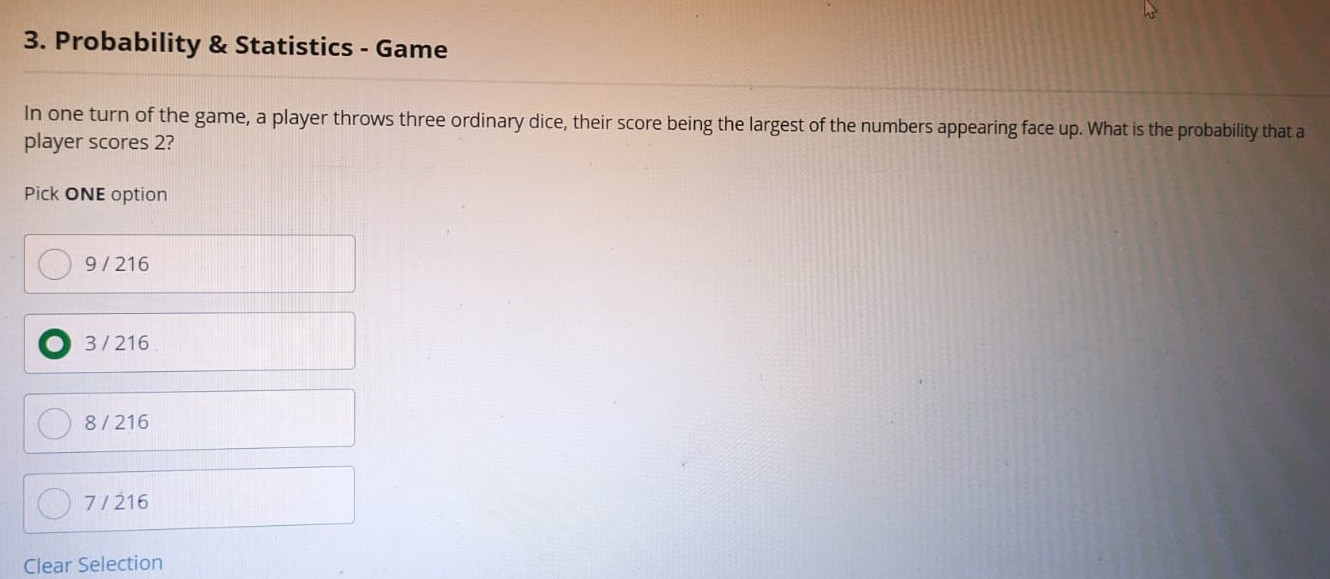 3. Probability & Statistics - Game
In one turn of the game, a player throws three ordinary dice, their score being the largest of the numbers appearing face up. What is the probability that a
player scores 2?
Pick ONE option
9 / 216
3 / 216
8 / 216
7 / 216
Clear Selection